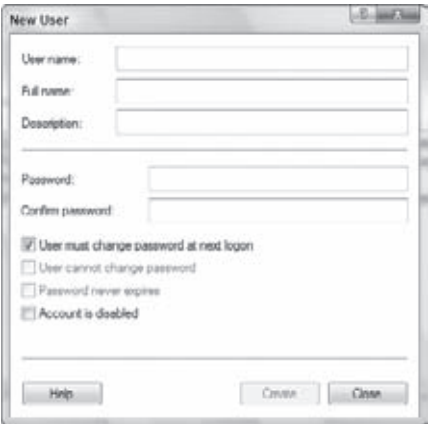 New User
User name:
Full name:
Description:
Password:
Confirm password:
User must change password at next logon
User cannot change password
Password never expires
Account is disabled
Help Create Close